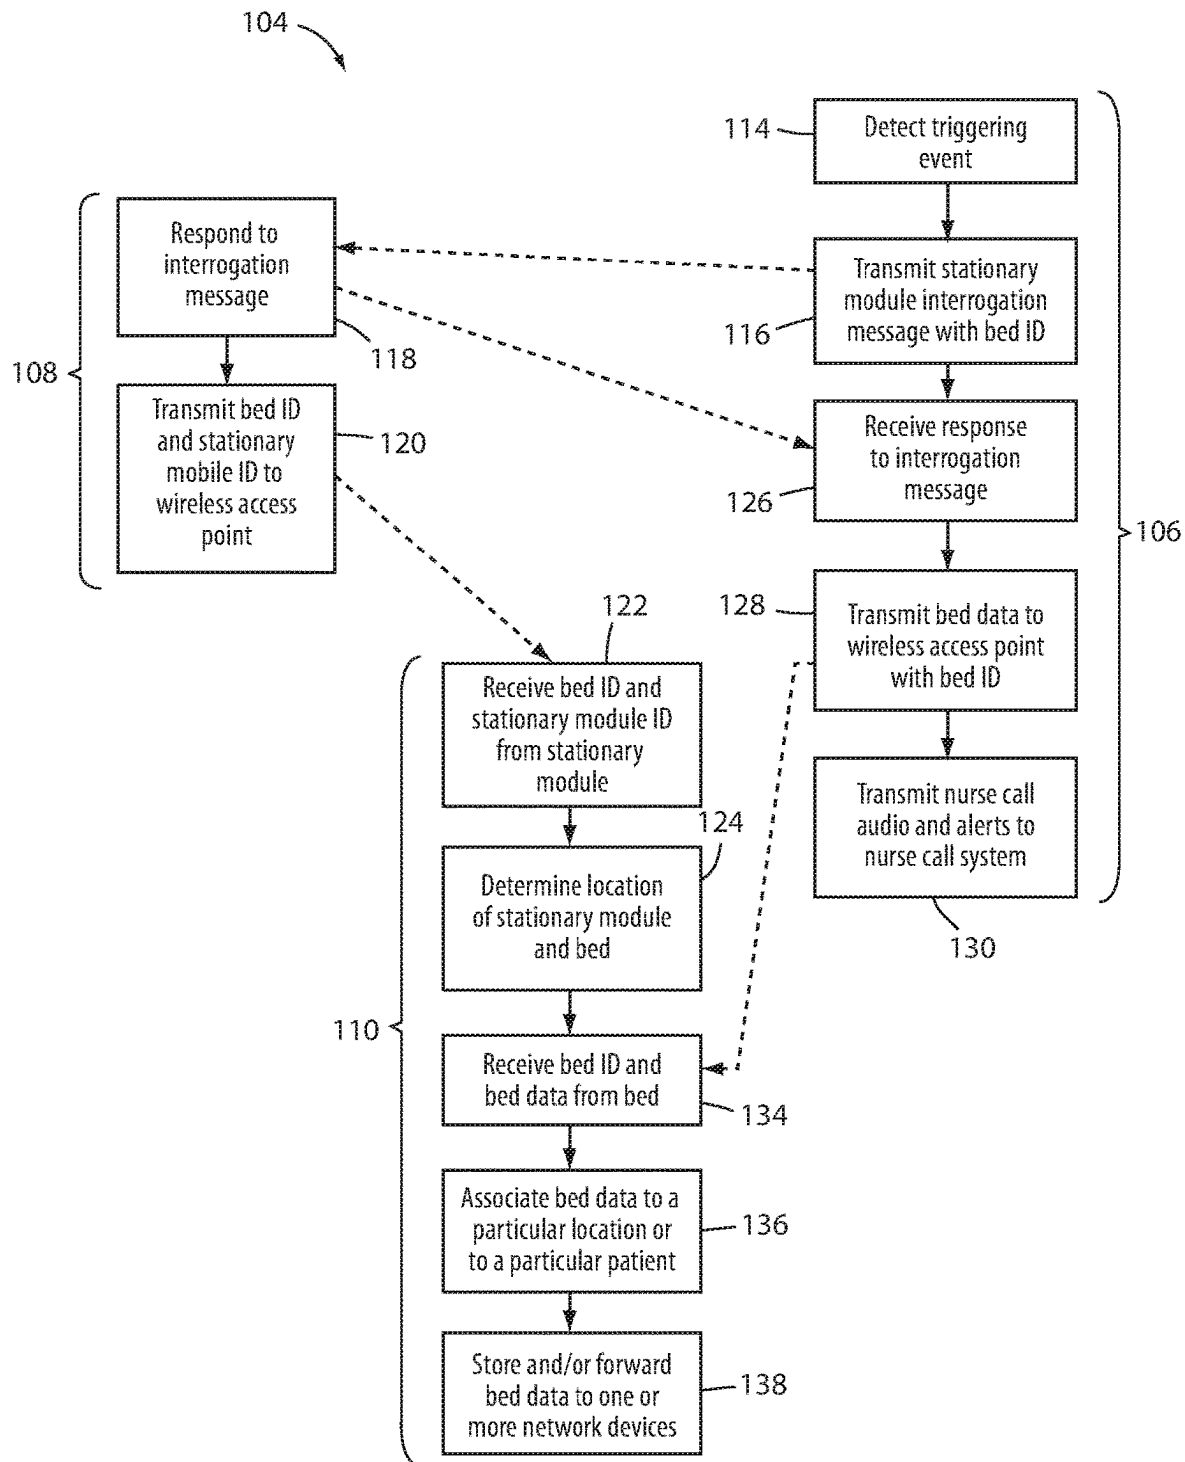 104
114
Detect triggering
event
108
Respond to
interrogation
message
118
116
Transmit stationary
module interrogation
message with bed ID
Transmit bed ID
and stationary
mobile ID to
wireless access
point
120
126
Receive response
to interrogation
message
106
128
Transmit bed data to
wireless access point
with bed ID
122
Receive bed ID and
stationary module ID
from stationary
module
Transmit nurse call
audio and alerts to
nurse call system
130
124
Determine location
of stationary module
and bed
110
Receive bed ID and
bed data from bed
134
Associate bed data to a
particular location or
to a particular patient
136
Store and/or forward
bed data to one or
more network devices
138